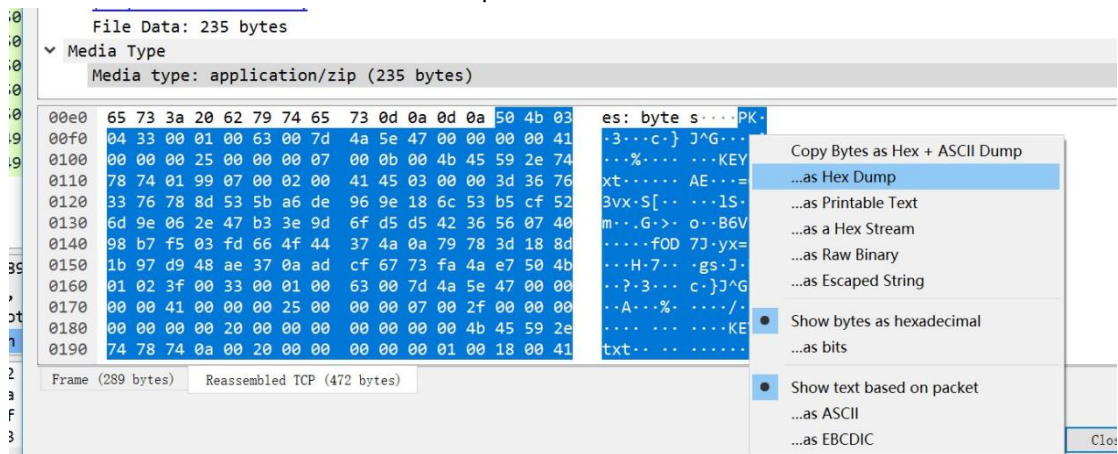 File Data: 235 bytes
Media Type
Media type: application/zip (235 bytes)
00e0 65 73 3a 20 62 79 74 65 73 0d 0a 0d 0a 50 4b 03 es: byte s····PK·
00f0 04 33 00 01 00 63 00 7d 4a 5e 47 00 00 00 00 41 ·3···c·} J^G····
0100 00 00 00 25 00 00 00 07 00 0b 00 4b 45 59 2e 74 ···%···· ···KEY
0110 78 74 01 99 07 00 02 00 41 45 03 00 00 3d 36 76 xt······ AE···=
0120 33 76 78 8d 53 5b a6 de 96 9e 18 6c 53 b5 cf 52 3vx·S[·· ···lS·
0130 6d 9e 06 2e 47 b3 3e 9d 6f d5 d5 42 36 56 07 40 m··.G·>· o··B6V
0140 98 b7 f5 03 fd 66 4f 44 37 4a 0a 79 78 3d 18 8d ·····fOD 7J·yx=
0150 1b 97 d9 48 ae 37 0a ad cf 67 73 fa 4a e7 50 4b ···H·7·· ·gs·J·
0160 01 02 3f 00 33 00 01 00 63 00 7d 4a 5e 47 00 00 ··?·3··· c·}J^G
0170 00 00 41 00 00 00 25 00 00 00 07 00 2f 00 00 00 ··A···%· ····/·
0180 00 00 00 00 20 00 00 00 00 00 00 00 4b 45 59 2e ···· ··· ····KE
0190 74 78 74 0a 00 20 00 00 00 00 00 01 00 18 00 41 txt·· ·· ······
Frame (289 bytes) Reassembled TCP (472 bytes)
Copy Bytes as Hex + ASCII Dump
...as Hex Dump
...as Printable Text
...as a Hex Stream
...as Raw Binary
...as Escaped String
Show bytes as hexadecimal
...as bits
Show text based on packet
...as ASCII
...as EBCDIC